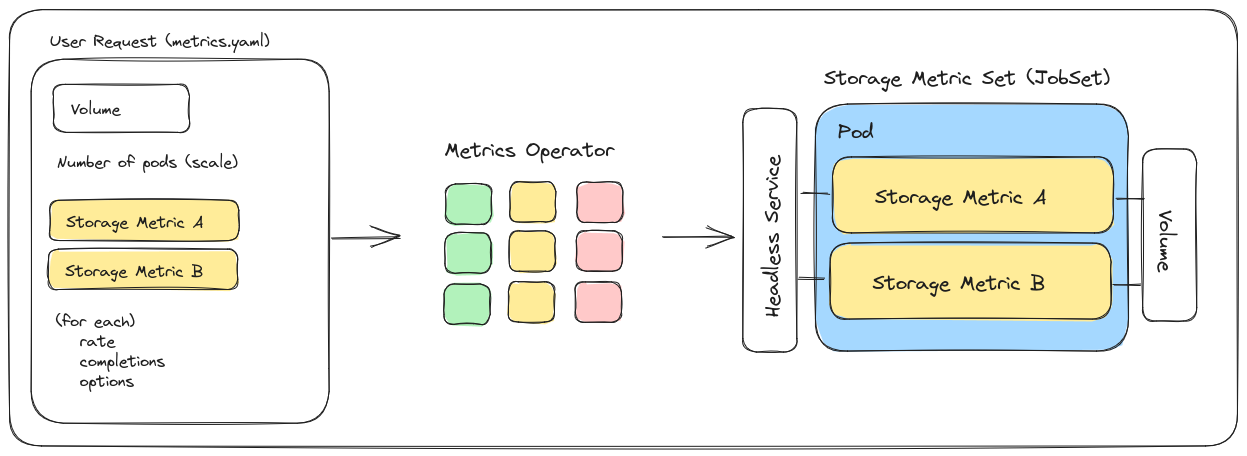 User Request (metrics.yaml)
Volume
Number of pods (scale)
Storage Metric A
Storage Metric B
(for each)
rate
completions
options
Metrics Operator
Storage Metric Set (JobSet)
Headless Service
Pod
Storage Metric A
Storage Metric B
Volume